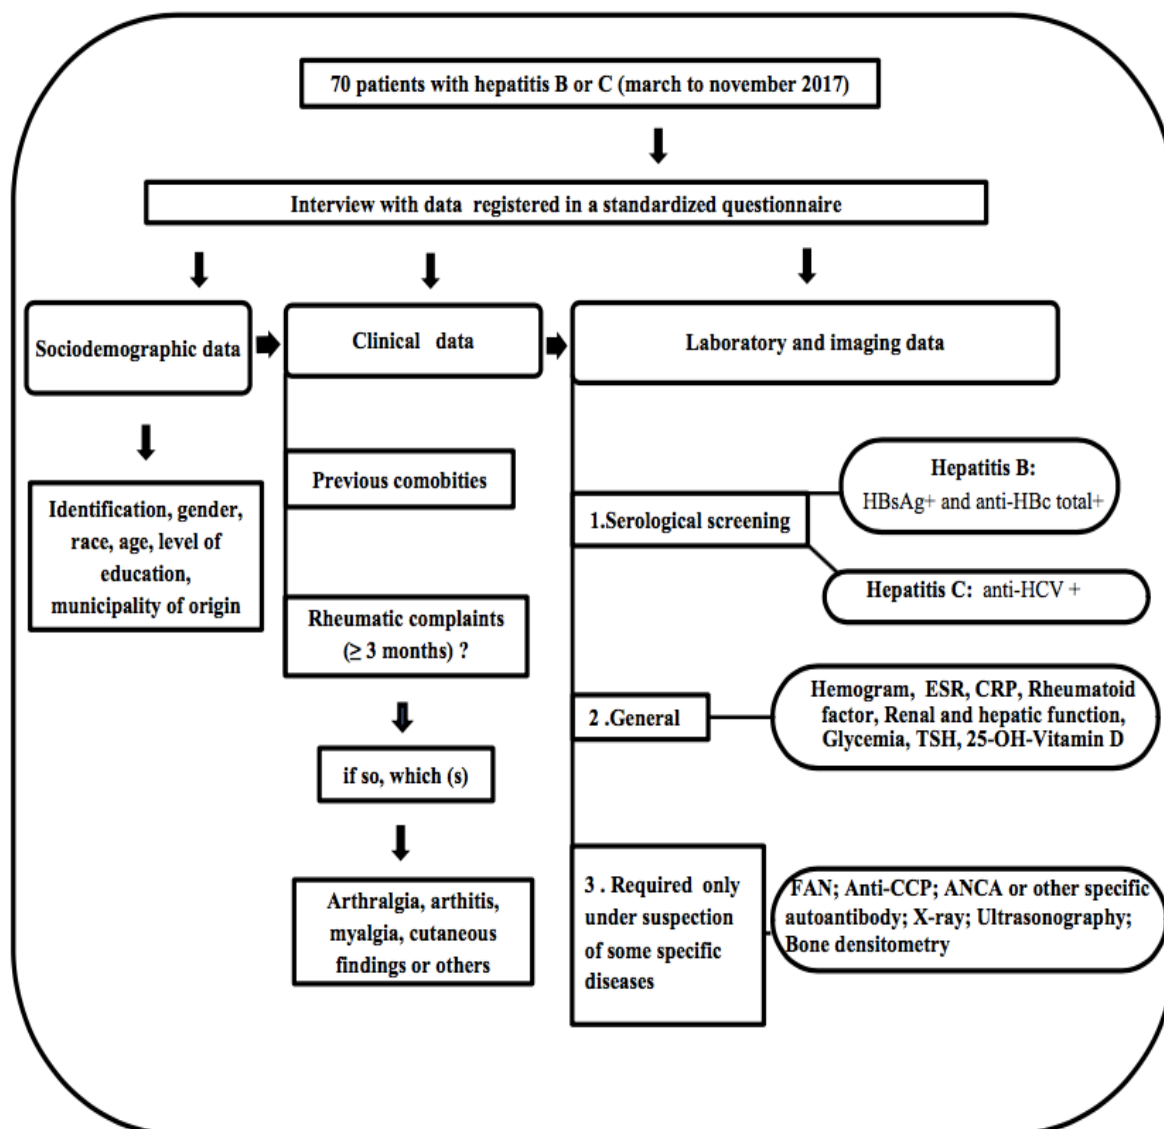 70 patients with hepatitis B or C (march to november 2017)
Interview with data registered in a standardized questionnaire
Sociodemographic data
Clinical data
Laboratory and imaging data
Identification, gender,
race, age, level of
education,
municipality of origin
Previous comobities
Rheumatic complaints
(≥ 3 months) ?
if so, which (s)
Arthralgia, arthitis,
myalgia, cutaneous
findings or others
1.Serological screening
Hepatitis B:
HBsAg+ and anti-HBc total+
Hepatitis C: anti-HCV +
2 .General
Hemogram, ESR, CRP, Rheumatoid
factor, Renal and hepatic function,
Glycemia, TSH, 25-OH-Vitamin D
3 . Required only
under suspection
of some specific
diseases
FAN; Anti-CCP; ANCA or other specific
autoantibody; X-ray; Ultrasonography;
Bone densitometry